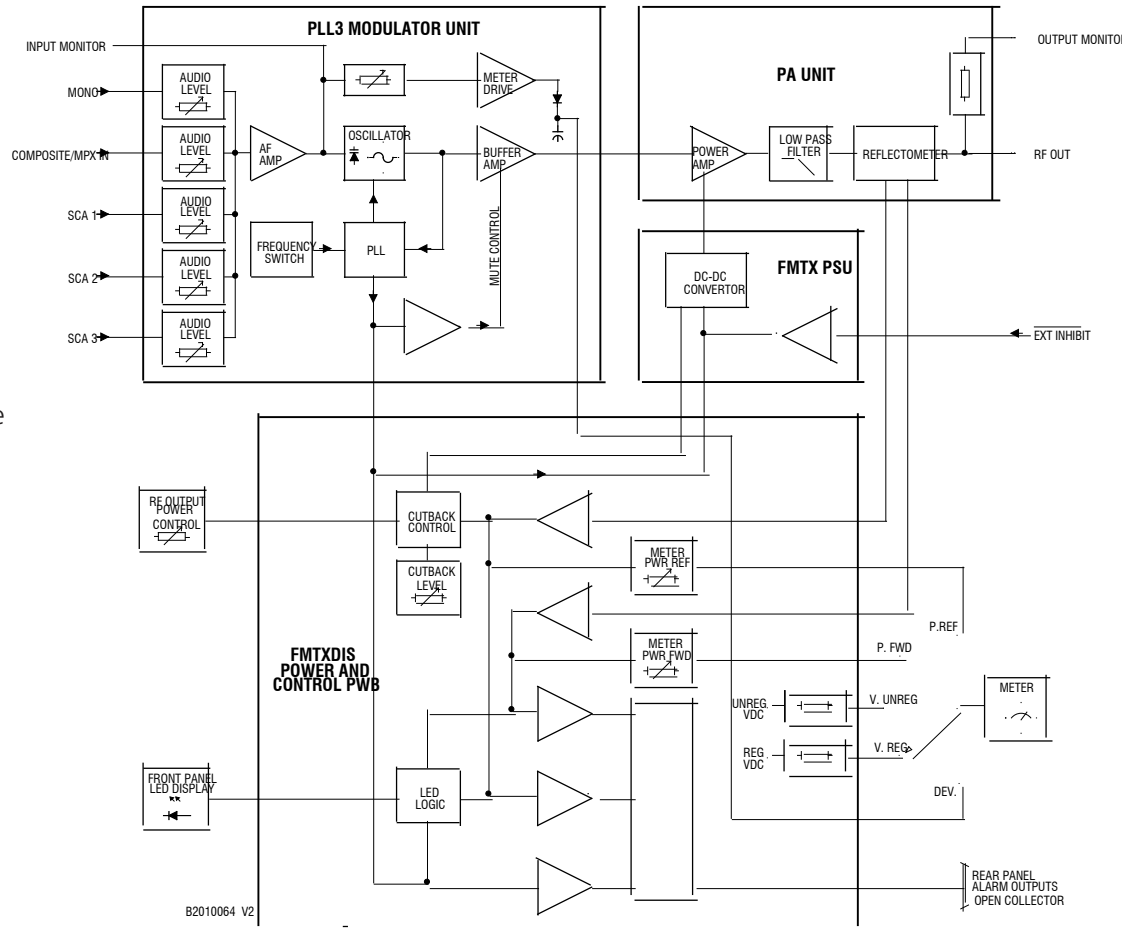 PLL3 MODULATOR UNIT
INPUT MONITOR
MONO
COMPOSITE/MPX IN
SCA 1
SCA 2
SCA 3
AUDIO
LEVEL
AUDIO
LEVEL
AUDIO
LEVEL
AUDIO
LEVEL
AUDIO
LEVEL
AF
AMP
OSCILLATOR
METER
DRIVE
BUFFER
AMP
FREQUENCY
SWITCH
PLL
MUTE CONTROL
PA UNIT
OUTPUT MONITOR
POWER
AMP
LOW PASS
FILTER
REFLECTOMETER
RF OUT
FMTX PSU
DC-DC
CONVERTOR
EXT INHIBIT
e
RF OUTPUT
POWER
CONTROL
CUTBACK
CONTROL
CUTBACK
LEVEL
METER
PWR REF
METER
PWR FWD
P.REF
P. FWD
FMTXDIS
POWER AND
CONTROL PWB
UNREG.
VDC
V. UNREG
METER
REG
VDC
V. REG
DEV.
FRONT PANEL
LED DISPLAY
LED
LOGIC
REAR PANEL
ALARM OUTPUTS
OPEN COLLECTOR
B2010064 V2